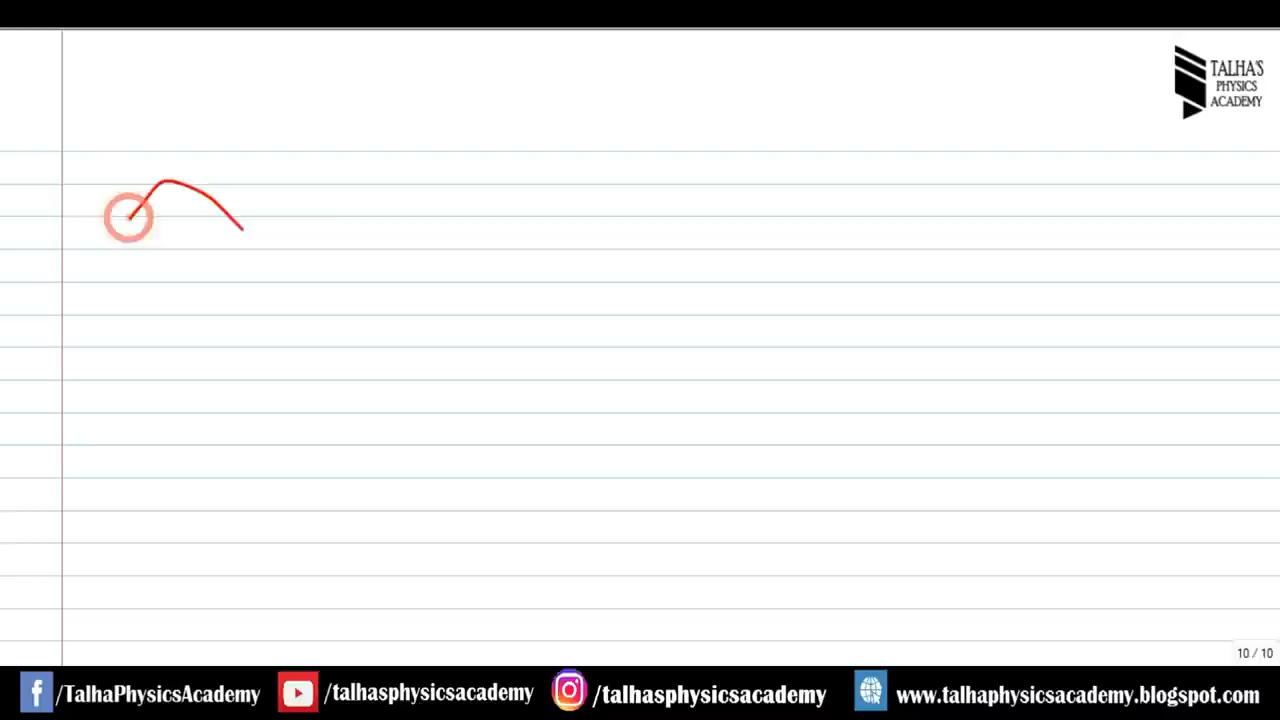 TALHA'S
PHYSICS
ACADEMY
10 / 10
/TalhaPhysicsAcademy
/talhasphysicsacademy
/talhasphysicsacademy
www.talhaphysicsacademy.blogspot.com